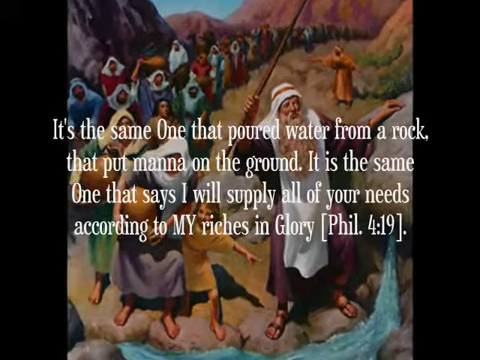 It's the same One that poured water from a rock,
that put manna on the ground. It is the same
One that says I will supply all of your needs
according to MY riches in Glory [Phil. 4:19].